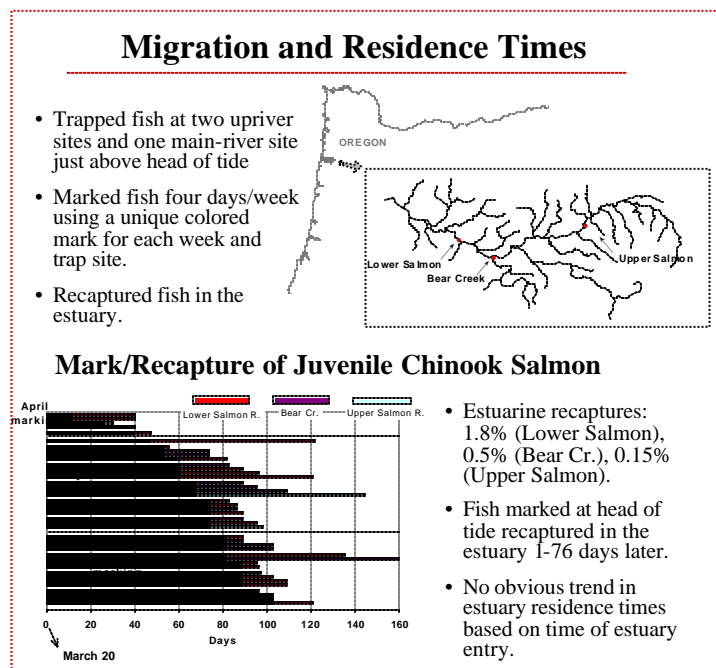 Migration and Residence Times
• Trapped fish at two upriver
sites and one main-river site
just above head of tide
• Marked fish four days/week
using a unique colored
mark for each week and
trap site.
• Recaptured fish in the
estuary.
OREGON
Lower Salmon
Bear Creek
Upper Salmon
Mark/Recapture of Juvenile Chinook Salmon
April
marki
Lower Salmon R.
Bear Cr.
Upper Salmon R.
0 20 40 60 80 100 120 140 160
Days
March 20
• Estuarine recaptures:
1.8% (Lower Salmon),
0.5% (Bear Cr.), 0.15%
(Upper Salmon).
• Fish marked at head of
tide recaptured in the
estuary 1-76 days later.
• No obvious trend in
estuary residence times
based on time of estuary
entry.